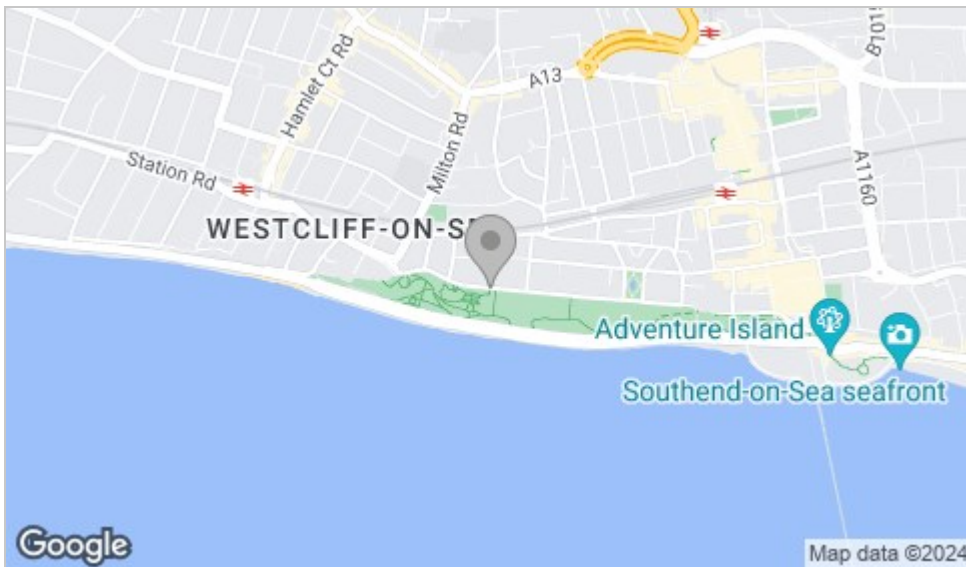 Hamlet Ct Rd
Milton Rd
A13
B101
A1160
Station Rd
WESTCLIFF-ON-S
Adventure Island
Southend-on-Sea seafront
Google
Map data ©2024